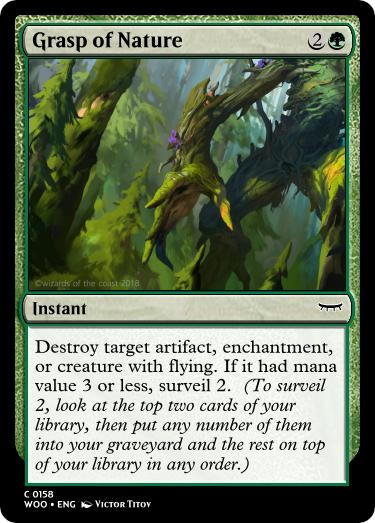 Grasp of Nature 2
©wizards of the coast 2018
Instant
Destroy target artifact, enchantment,
or creature with flying. If it had mana
value 3 or less, surveil 2. (To surveil
2, look at the top two cards of your
library, then put any number of them
into your graveyard and the rest on top
of your library in any order.)
C 0158
WOO • ENG Victor Titov